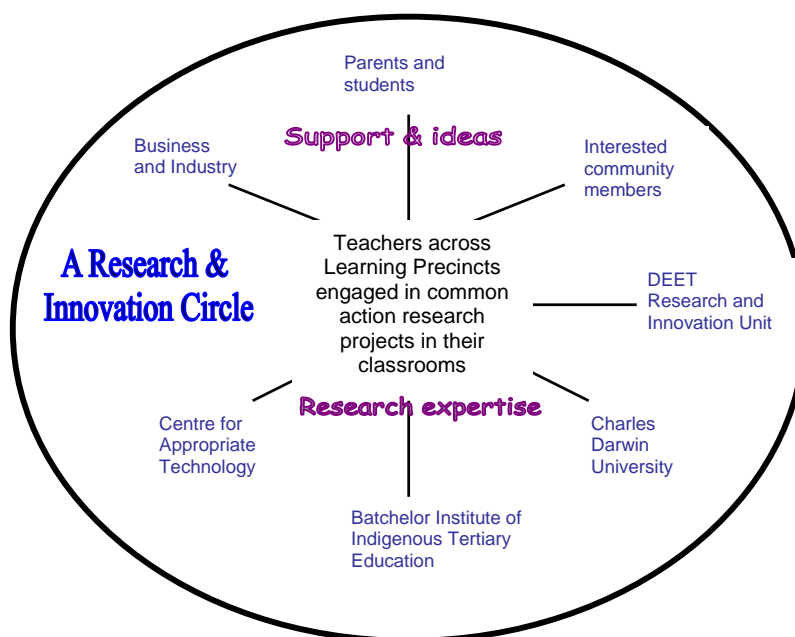 Parents and
students
Support & ideas
Business
and Industry
Interested
community
members
A Research &
Innovation Circle
Teachers across
Learning Precincts
engaged in common
action research
projects in their
classrooms
DEET
Research and
Innovation Unit
Research expertise
Centre for
Appropriate
Technology
Charles
Darwin
University
Batchelor Institute of
Indigenous Tertiary
Education